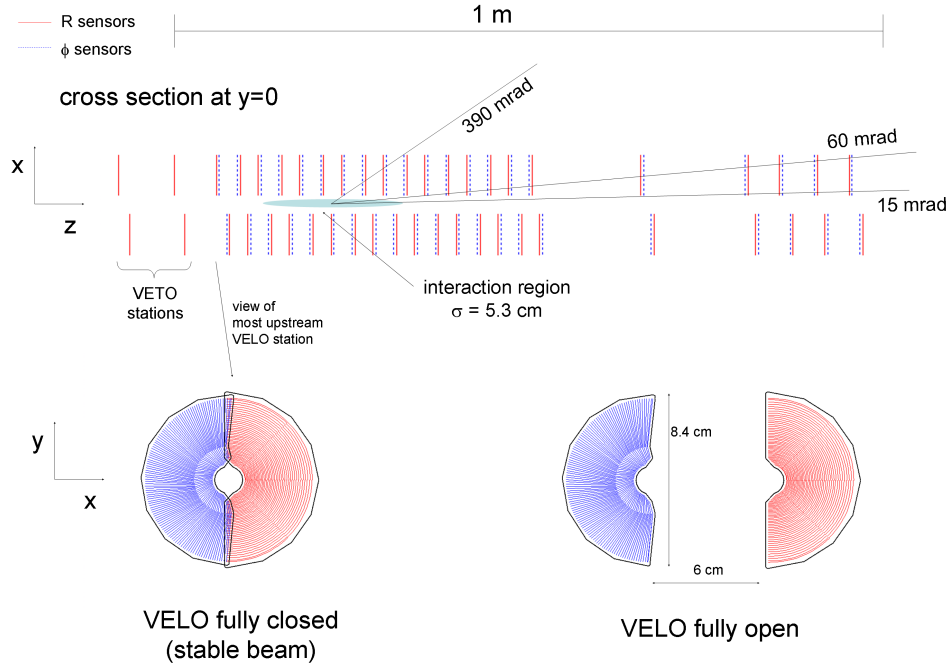 R sensors
ϕ sensors
1 m
cross section at y=0
390 mrad
60 mrad
15 mrad
x
z
VETO
stations
view of
most upstream
VELO station
interaction region
σ = 5.3 cm
y
x
8.4 cm
6 cm
VELO fully closed
(stable beam)
VELO fully open